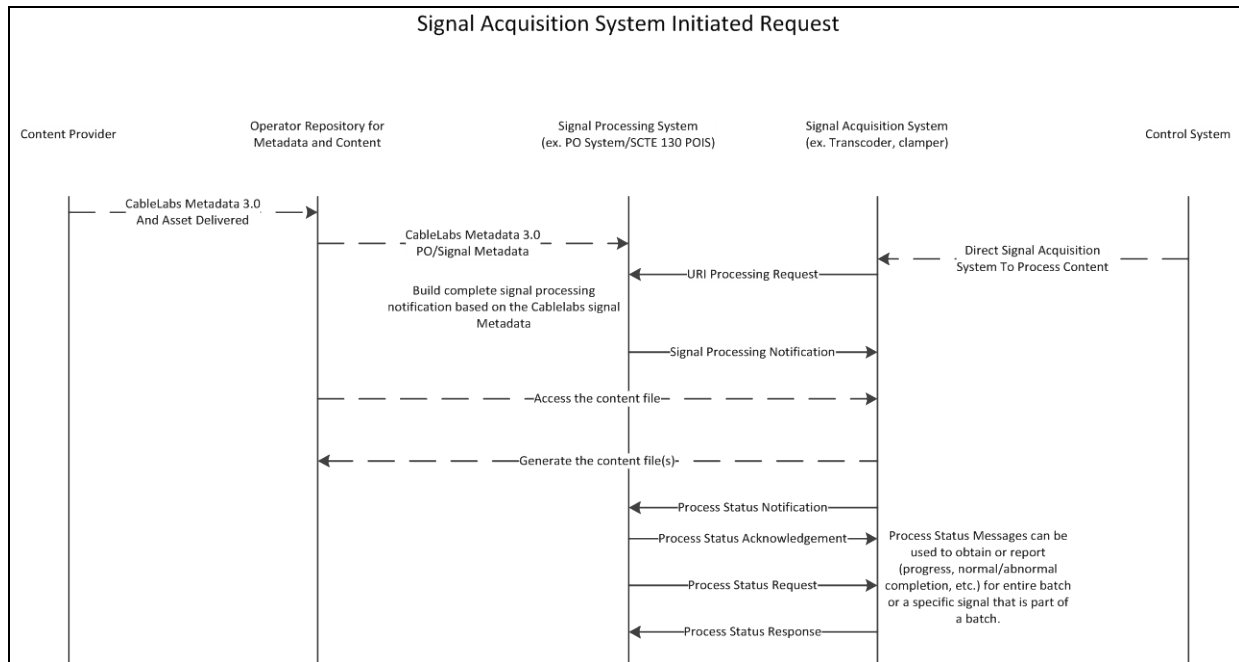 Signal Acquisition System Initiated Request
Content Provider
Operator Repository for
Metadata and Content
Signal Processing System
(ex. PO System/SCTE 130 POIS)
Signal Acquisition System
(ex. Transcoder, clamper)
Control System
CableLabs Metadata 3.0
And Asset Delivered
CableLabs Metadata 3.0
PO/Signal Metadata
Direct Signal Acquisition
System To Process Content
URI Processing Request
Build complete signal processing
notification based on the Cablelabs signal
Metadata
Signal Processing Notification
Access the content file
Generate the content file(s)
Process Status Notification
Process Status Acknowledgement
Process Status Request
Process Status Response
Process Status Messages can be
used to obtain or report
(progress, normal/abnormal
completion, etc.) for entire batch
or a specific signal that is part of
a batch.